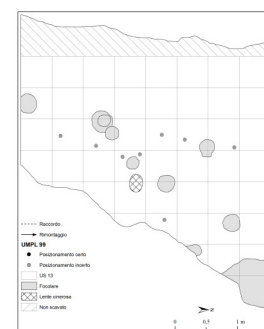 Raccordo
Rimontaggio
UMPL 99
Posizionamento certo
Posizionamento incerto
US 13
Focolare
Lente cinerosa
Non scavato
N
0 0,5 1 m